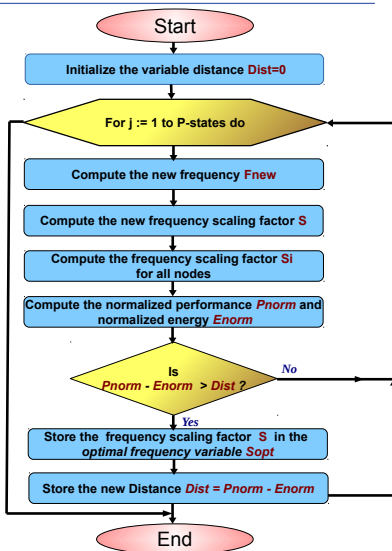 Start
Initialize the variable distance Dist=0
For j := 1 to P-states do
Compute the new frequency Fnew
Compute the new frequency scaling factor S
Compute the frequency scaling factor Si
for all nodes
Compute the normalized performance Pnorm and
normalized energy Enorm
Is
Pnorm - Enorm > Dist ?
No
Yes
Store the frequency scaling factor S in the
optimal frequency variable Sopt
Store the new Distance Dist = Pnorm - Enorm
End